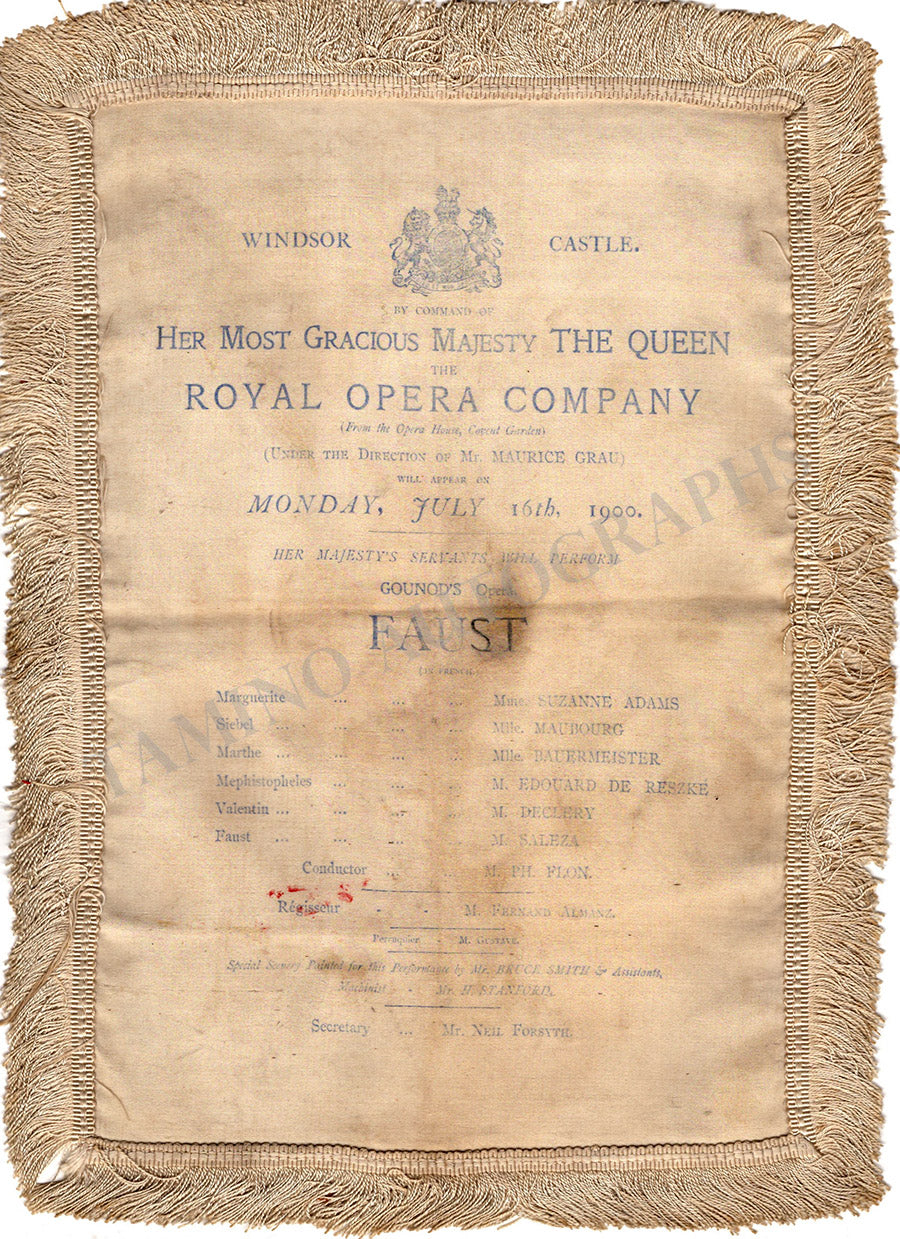 WINDSOR CASTLE.
BY COMMAND OF
HER MOST GRACIOUS MAJESTY THE QUEEN
THE
ROYAL OPERA COMPANY
(From the Opera House, Covent Garden)
(UNDER THE DIRECTION OF Mr. MAURICE GRAU)
WILL APPEAR ON
MONDAY, JULY 16th, 1900.
HER MAJESTY'S SERVANTS WILL PERFORM
GOUNOD'S Opera,
FAUST
(IN FRENCH)
Marguerite ... ... ... Mme. SUZANNE ADAMS
Siebel ... ... ... Mlle. MAUBOURG
Marthe ... ... ... Mlle. BAUERMEISTER
Mephistopheles ... ... ... M. EDOUARD DE RESZKE
Valentin ... ... ... ... M. DECLERY
Faust ... ... ... ... M. SALEZA
Conductor ... ... M. PH. FLON.
Régisseur - - M. FERNAND ALMANZ.
Perruquier - M. GUSTAVE.
Special Scenery Painted for this Performance by Mr. BRUCE SMITH & Assistants,
Machinist - - Mr. H. STANFORD.
Secretary ... Mr. NEIL FORSYTH.
TAMINO AUTOGRAPHS